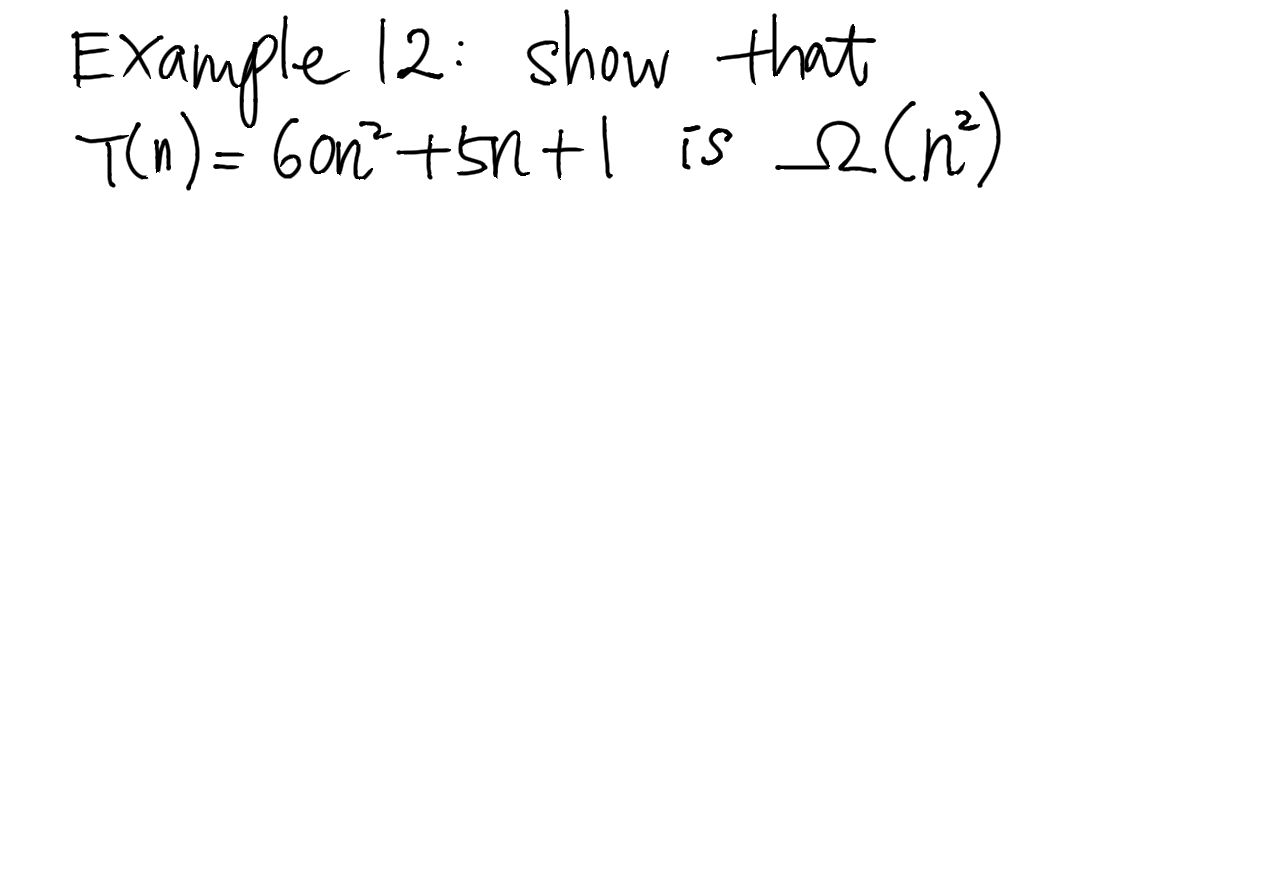 Example 12: show that
T(n) = 60n² + 5n + 1 is Ω(n²)